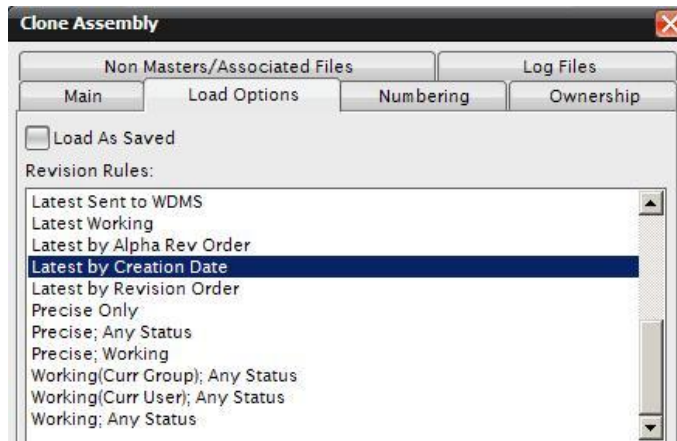 Clone Assembly
Non Masters/Associated Files Log Files
Main Load Options Numbering Ownership
Load As Saved
Revision Rules:
Latest Sent to WDMS
Latest Working
Latest by Alpha Rev Order
Latest by Creation Date
Latest by Revision Order
Precise Only
Precise; Any Status
Precise; Working
Working(Curr Group); Any Status
Working(Curr User); Any Status
Working; Any Status